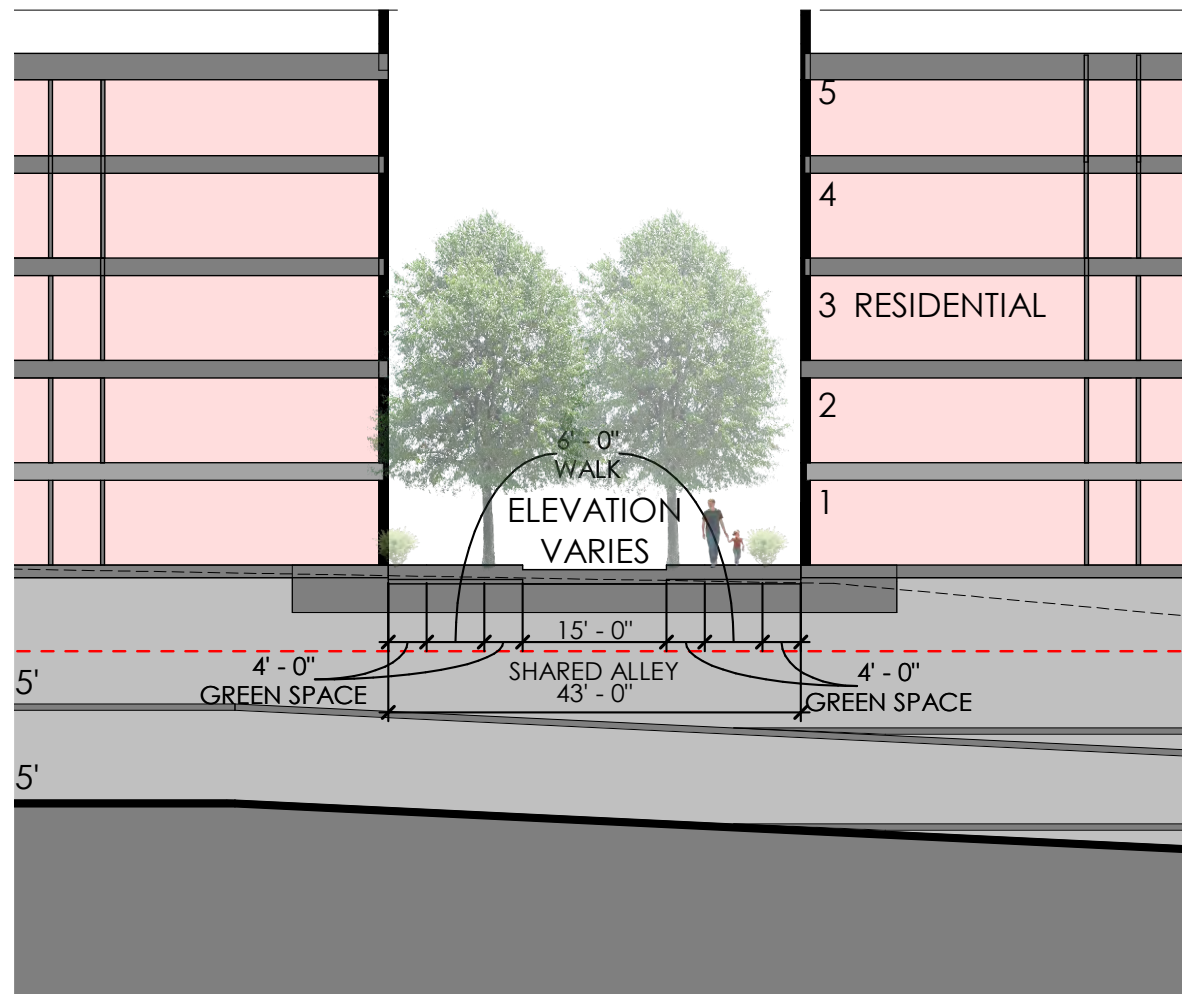 5
4
3 RESIDENTIAL
2
6' - 0"
WALK
1
ELEVATION
VARIES
15' - 0"
SHARED ALLEY
43' - 0"
4' - 0"
GREEN SPACE
4' - 0"
GREEN SPACE
5'
5'